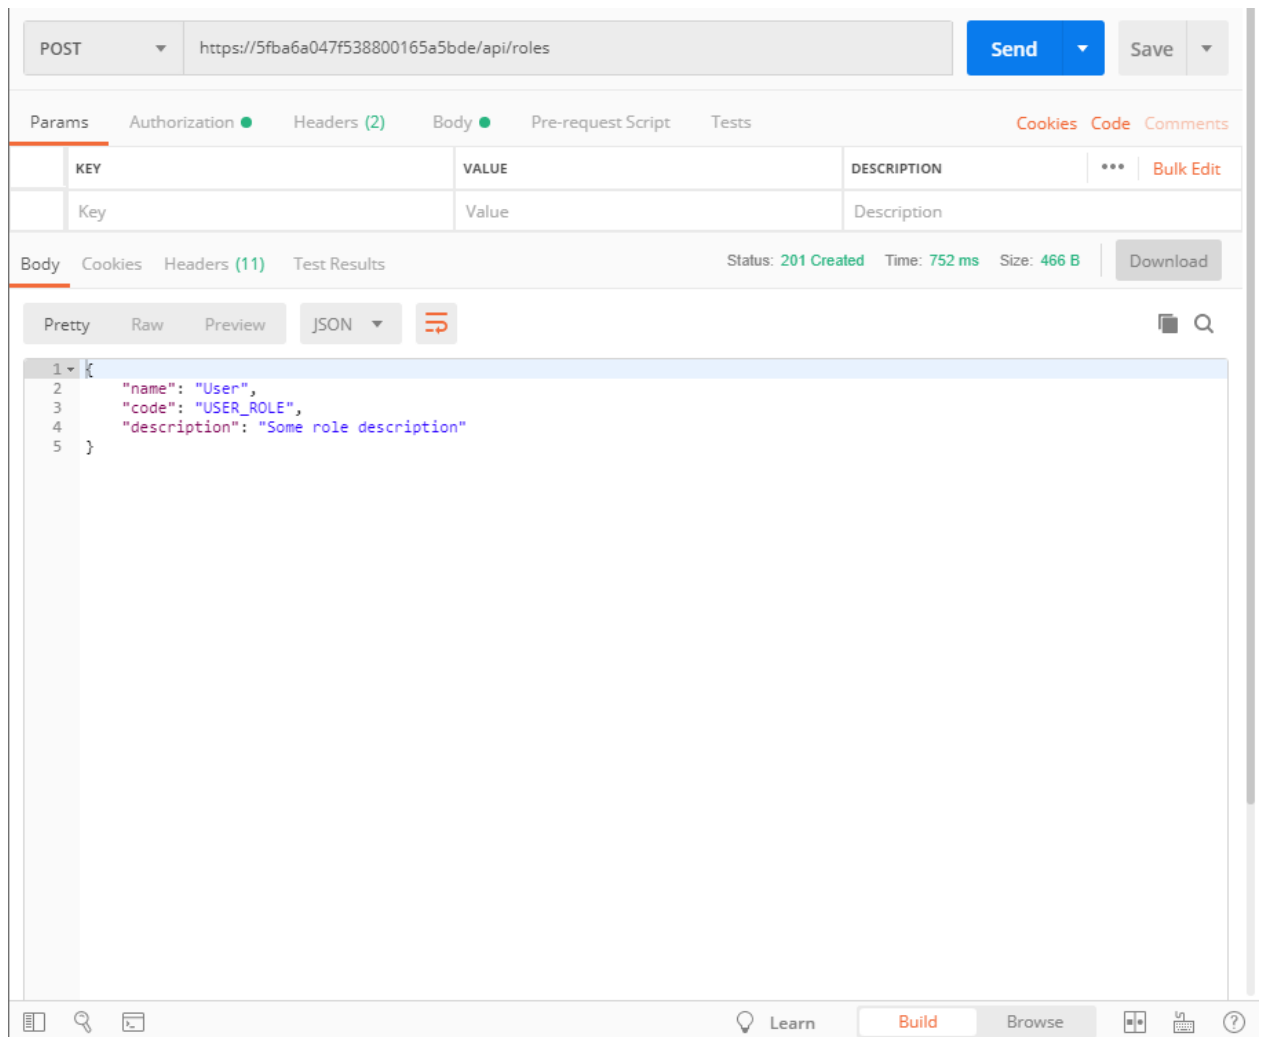 POST https://5fba6a047f538800165a5bde/api/roles Send Save
Params Authorization Headers (2) Body Pre-request Script Tests Cookies Code Comments
KEY VALUE DESCRIPTION ••• Bulk Edit
Key Value Description
Body Cookies Headers (11) Test Results Status: 201 Created Time: 752 ms Size: 466 B Download
Pretty Raw Preview JSON
1 {
2 "name": "User",
3 "code": "USER_ROLE",
4 "description": "Some role description"
5 }
Learn Build Browse